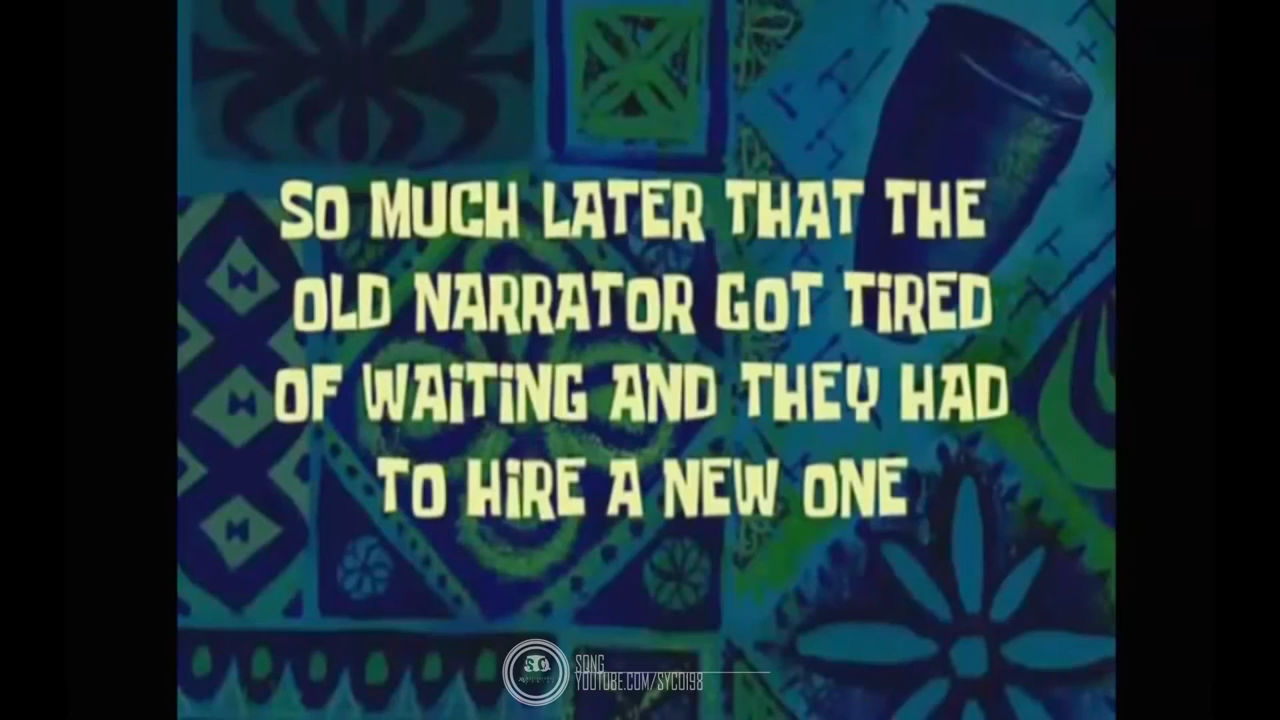 SO MUCH LATER THAT THE
OLD NARRATOR GOT TiRED
OF WAiTiNG AND THEY HAD
TO HiRE A NEW ONE
SONG
YOUTUBE.COM/SYCO198